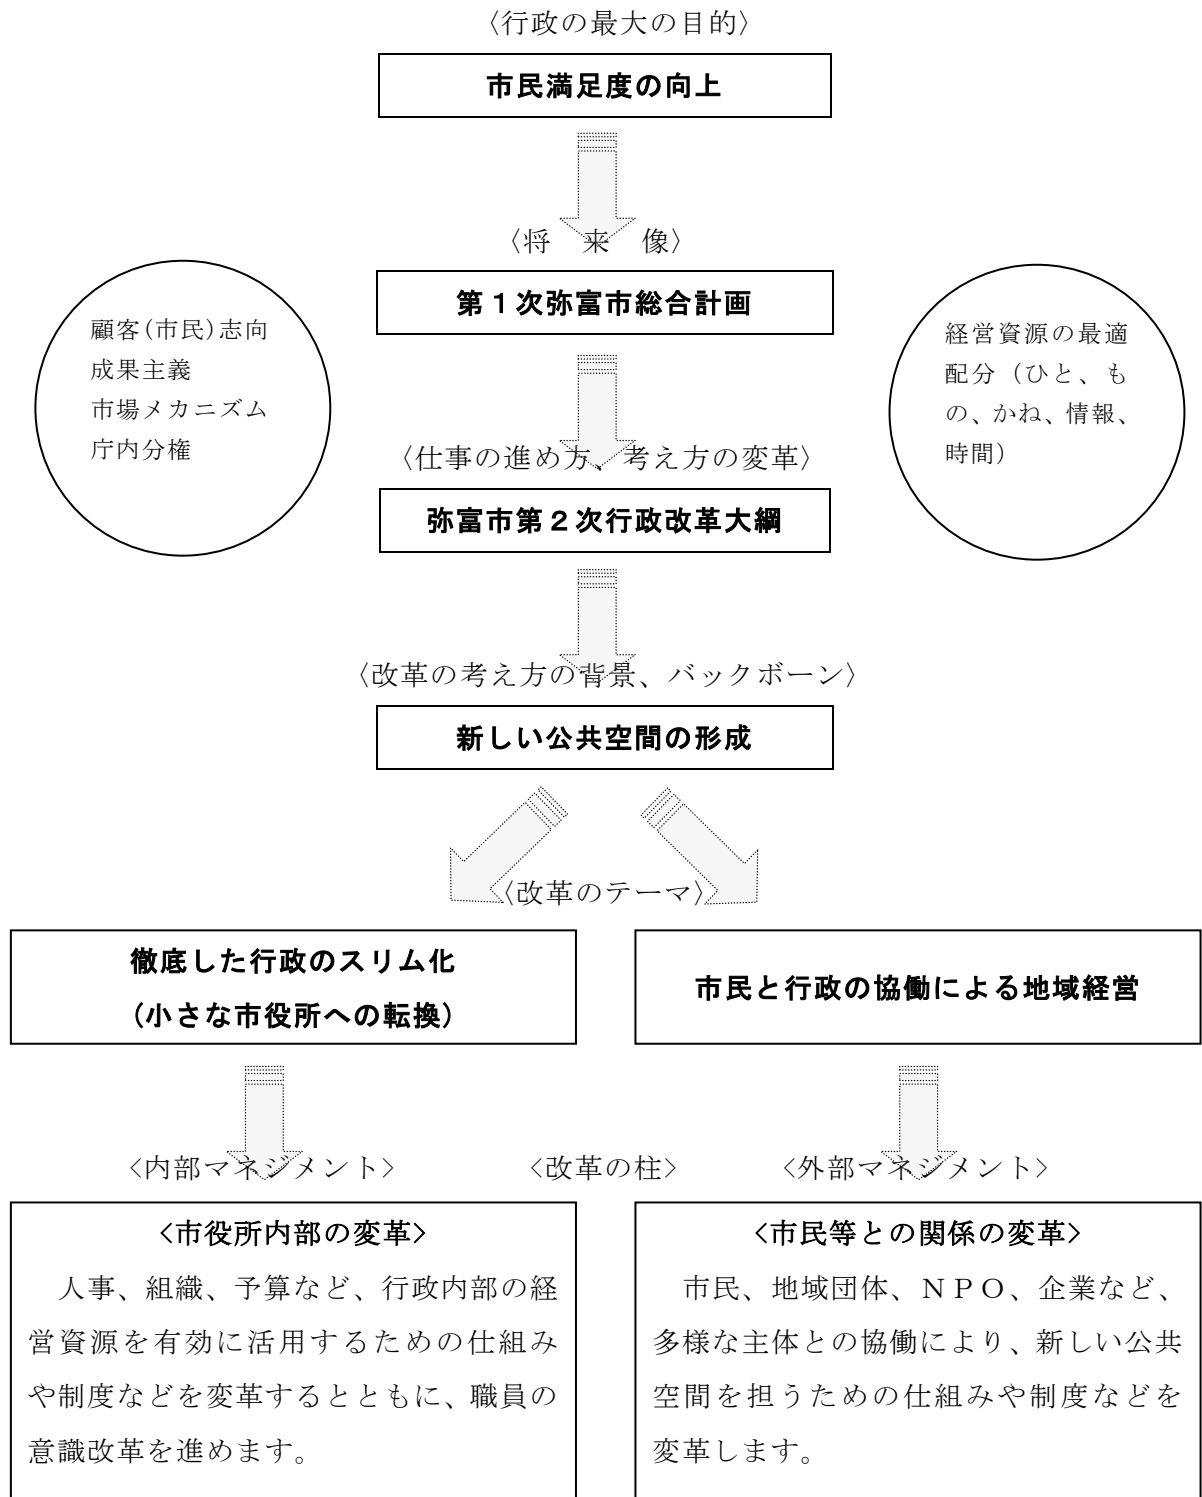 〈行政の最大の目的〉
市民満足度の向上
〈将　来　像〉
第１次弥富市総合計画
顧客(市民)志向
成果主義
市場メカニズム
庁内分権
経営資源の最適
配分（ひと、も
の、かね、情報、
時間）
〈仕事の進め方、考え方の変革〉
弥富市第２次行政改革大綱
〈改革の考え方の背景、バックボーン〉
新しい公共空間の形成
〈改革のテーマ〉
徹底した行政のスリム化
(小さな市役所への転換)
市民と行政の協働による地域経営
<内部マネジメント>
<改革の柱>
<外部マネジメント>
<市役所内部の変革>
　人事、組織、予算など、行政内部の経
営資源を有効に活用するための仕組み
や制度などを変革するとともに、職員の
意識改革を進めます。
<市民等との関係の変革>
　市民、地域団体、ＮＰＯ、企業など、
多様な主体との協働により、新しい公共
空間を担うための仕組みや制度などを
変革します。